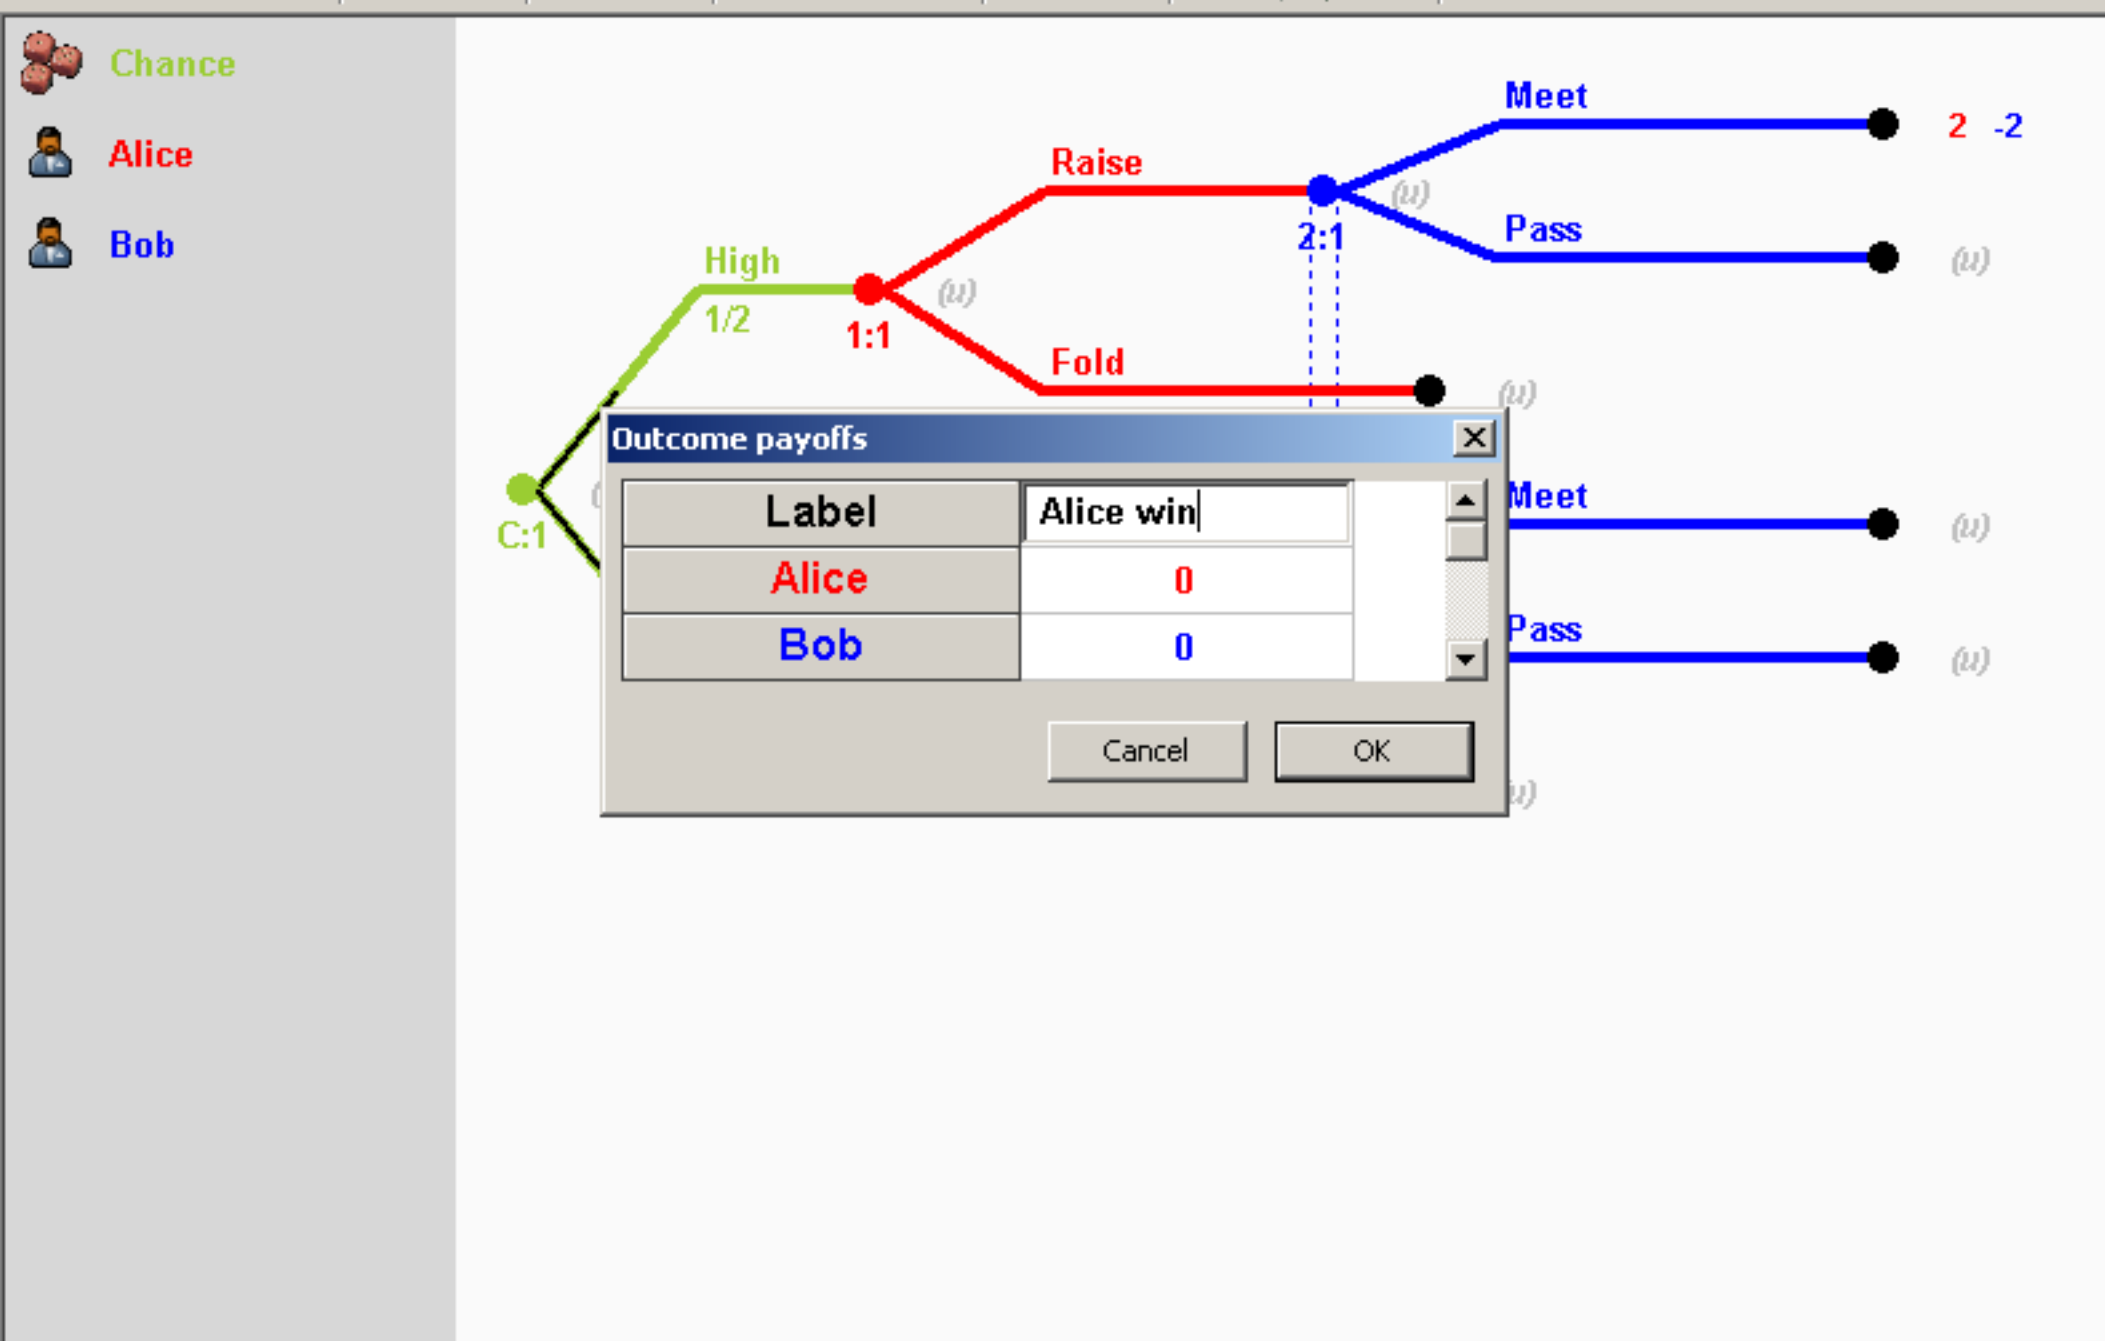 Chance
Alice
Bob
Meet
2 -2
Raise
(u)
Pass
2:1
(u)
High
1/2
(u)
1:1
Fold
(u)
Outcome payoffs
Label Alice win
Alice 0
Bob 0
Cancel OK
C:1
Meet
(u)
Pass
(u)
u)